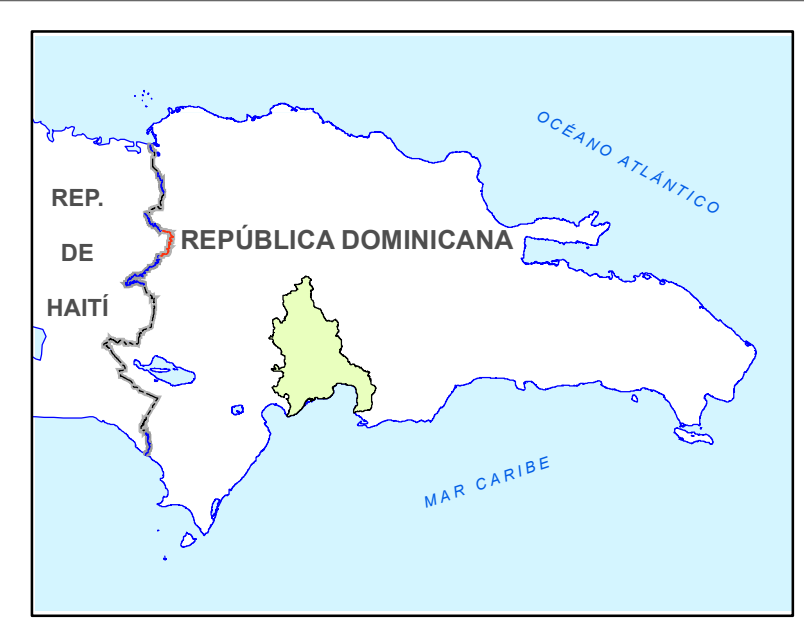 OCÉANO ATLÁNTICO
REP.
DE
HAITÍ
REPÚBLICA DOMINICANA
MAR CARIBE